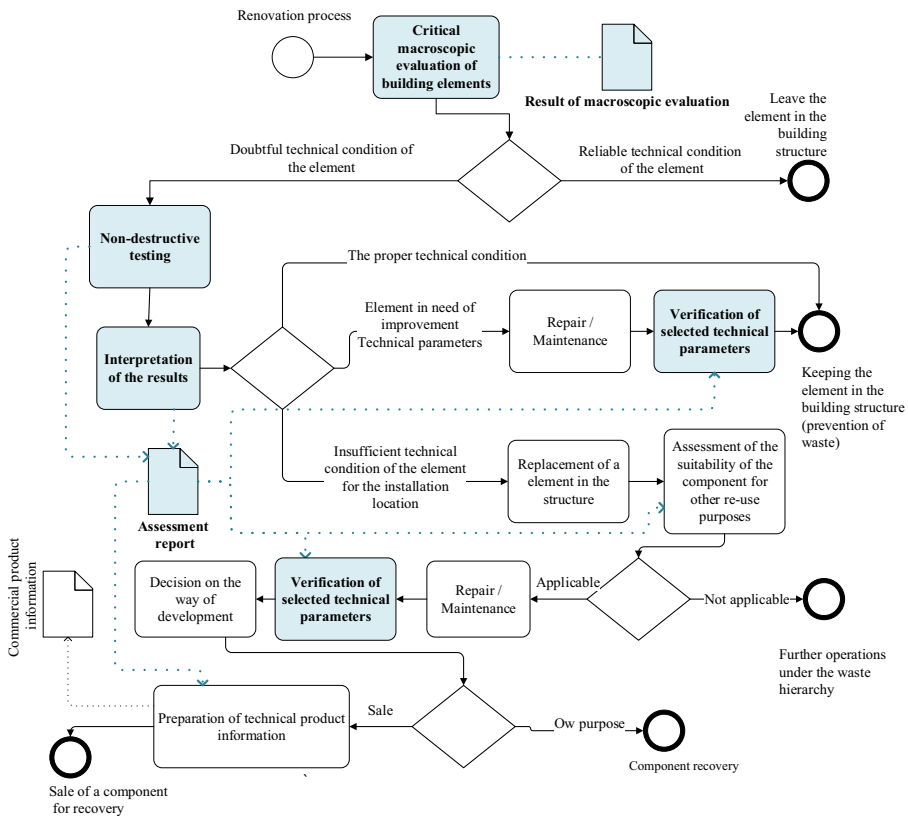 Renovation process
Critical
macroscopic
evaluation of
building elements
Result of macroscopic evaluation
Leave the
element in the
building
structure
Doubtful technical condition of
the element
Reliable technical condition
of the element
Non-destructive
testing
The proper technical condition
Element in need of
improvement
Technical parameters
Repair /
Maintenance
Verification of
selected technical
parameters
Interpretation
of the results
Keeping the
element in the
building structure
(prevention of
waste)
Insufficient technical
condition of the element
for the installation
location
Replacement of a
element in the
structure
Assessment of the
suitability of the
component for
other re-use
purposes
Assessment
report
Commercial product
information
Decision on the
way of
development
Verification of
selected technical
parameters
Repair /
Maintenance
Applicable
Not applicable
Further operations
under the waste
hierarchy
Preparation of technical product
information
Sale
Ow purpose
Component recovery
Sale of a component
for recovery